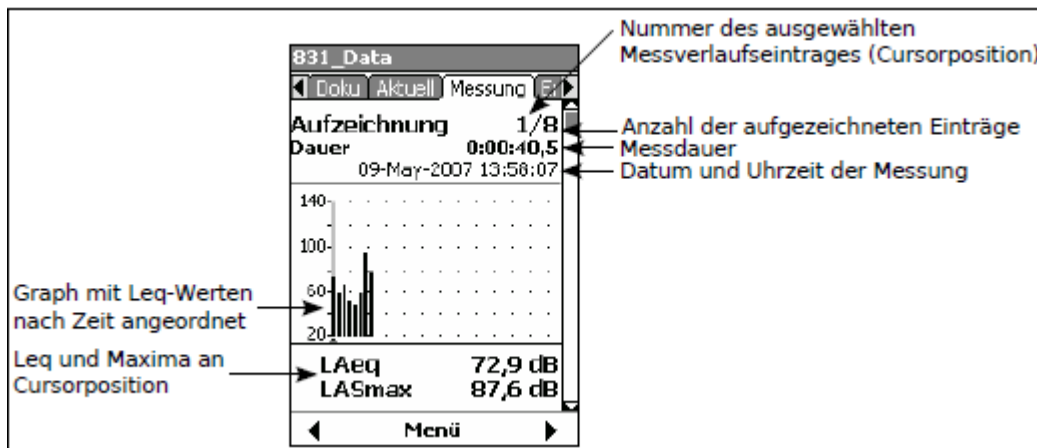 Nummer des ausgewählten
Messverlaufseintrages (Cursorposition)
831_Data
Doku Aktuell Messung
Aufzeichnung 1/8
Anzahl der aufgezeichneten Einträge
Dauer 0:00:40,5
Messdauer
09-May-2007 13:58:07
Datum und Uhrzeit der Messung
140
100
60
20
Graph mit Leq-Werten
nach Zeit angeordnet
Leq und Maxima an
Cursorposition
LAeq 72,9 dB
LASmax 87,6 dB
Menü